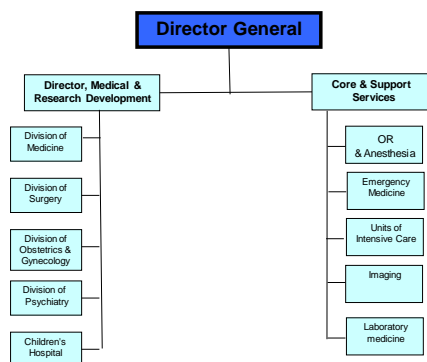 Director General
Director, Medical &
Research Development
Core & Support
Services
Division of
Medicine
Division of
Surgery
Division of
Obstetrics &
Gynecology
Division of
Psychiatry
Children's
Hospital
OR
& Anesthesia
Emergency
Medicine
Units of
Intensive Care
Imaging
Laboratory
medicine